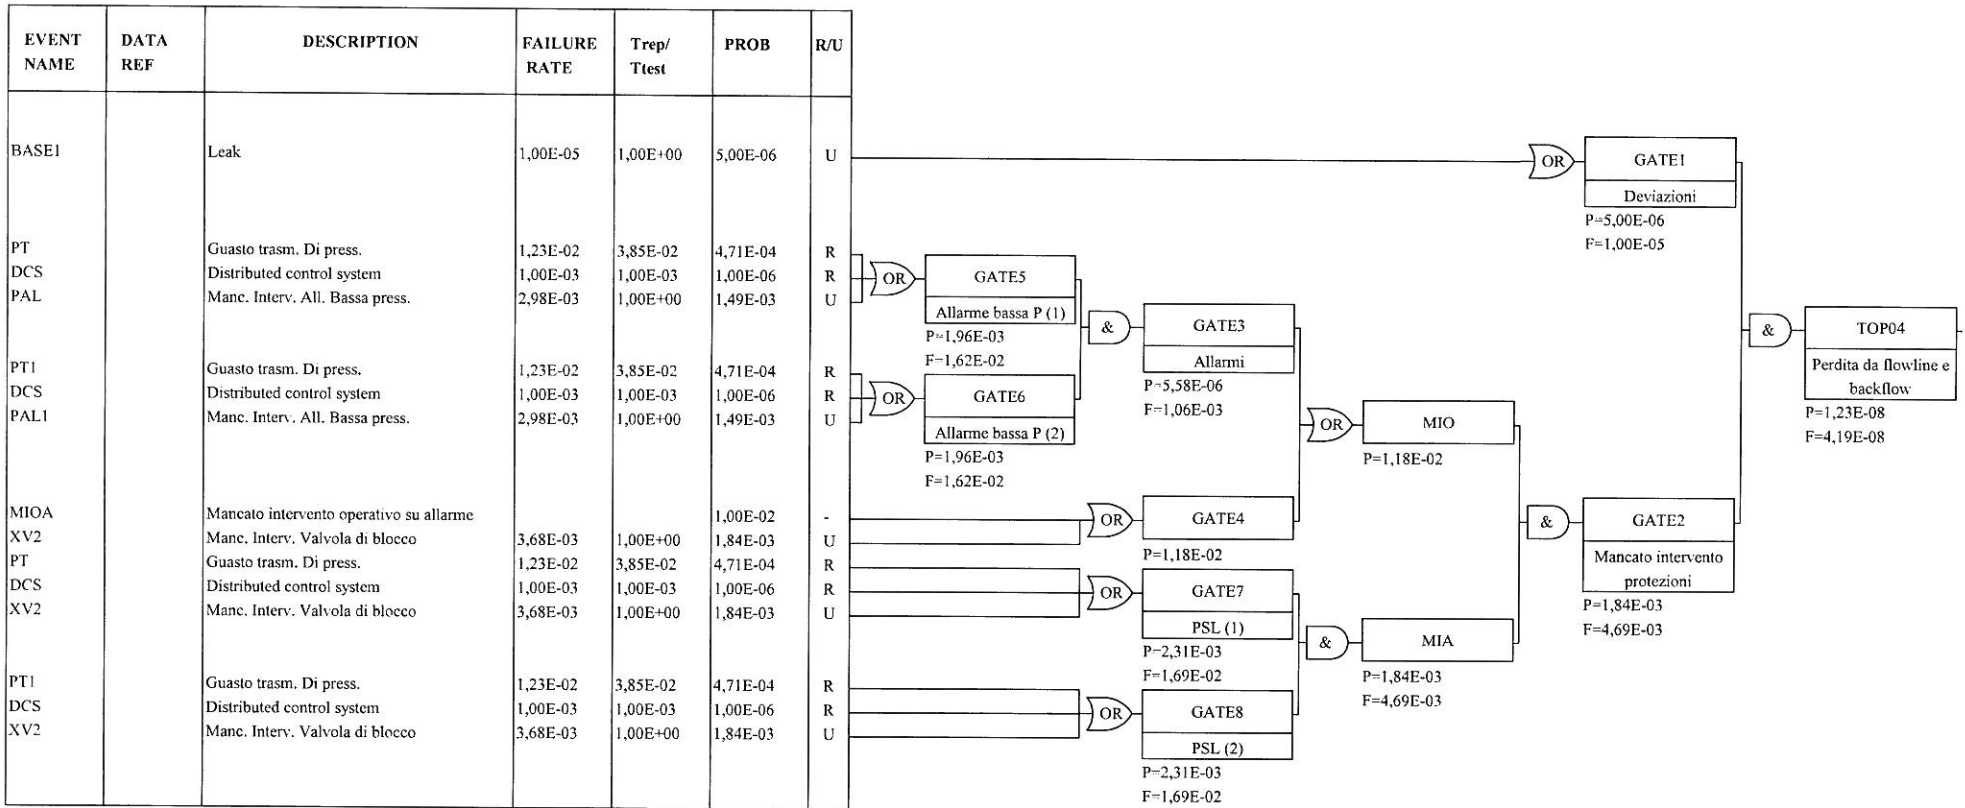 EVENT NAME DATA REF DESCRIPTION FAILURE RATE Trep/ Ttest PROB R/U
BASE1 Leak 1,00E-05 1,00E+00 5,00E-06 U
PT Guasto trasm. Di press. 1,23E-02 3,85E-02 4,71E-04 R
DCS Distributed control system 1,00E-03 1,00E-03 1,00E-06 R
PAL Manc. Interv. All. Bassa press. 2,98E-03 1,00E+00 1,49E-03 U
PT1 Guasto trasm. Di press. 1,23E-02 3,85E-02 4,71E-04 R
DCS Distributed control system 1,00E-03 1,00E-03 1,00E-06 R
PAL1 Manc. Interv. All. Bassa press. 2,98E-03 1,00E+00 1,49E-03 U
MIOA Mancato intervento operativo su allarme 1,00E-02 -
XV2 Manc. Interv. Valvola di blocco 3,68E-03 1,00E+00 1,84E-03 U
PT Guasto trasm. Di press. 1,23E-02 3,85E-02 4,71E-04 R
DCS Distributed control system 1,00E-03 1,00E-03 1,00E-06 R
XV2 Manc. Interv. Valvola di blocco 3,68E-03 1,00E+00 1,84E-03 U
PT1 Guasto trasm. Di press. 1,23E-02 3,85E-02 4,71E-04 R
DCS Distributed control system 1,00E-03 1,00E-03 1,00E-06 R
XV2 Manc. Interv. Valvola di blocco 3,68E-03 1,00E+00 1,84E-03 U
OR
GATE5
Allarme bassa P (1)
P=1,96E-03
F=1,62E-02
OR
GATE6
Allarme bassa P (2)
P=1,96E-03
F=1,62E-02
&
GATE3
Allarmi
P=5,58E-06
F=1,06E-03
OR
GATE4
P=1,18E-02
OR
GATE7
PSL (1)
P=2,31E-03
F=1,69E-02
OR
GATE8
PSL (2)
P=2,31E-03
F=1,69E-02
OR
MIO
P=1,18E-02
&
MIA
P=1,84E-03
F=4,69E-03
OR
GATE1
Deviazioni
P=5,00E-06
F=1,00E-05
&
GATE2
Mancato intervento
protezioni
P=1,84E-03
F=4,69E-03
&
TOP04
Perdita da flowline e
backflow
P=1,23E-08
F=4,19E-08